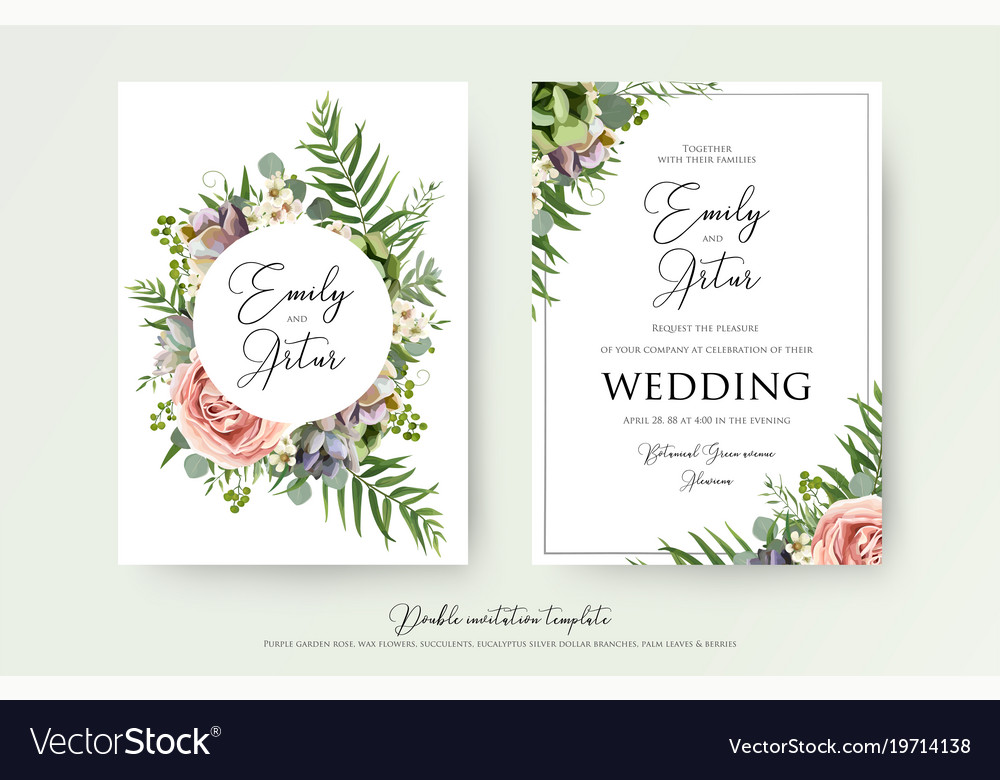 Emily
AND
Artur
TOGETHER
WITH THEIR FAMILIES
Emily
AND
Artur
REQUEST THE PLEASURE
OF YOUR COMPANY AT CELEBRATION OF THEIR
WEDDING
APRIL 28. 88 AT 4:00 IN THE EVENING
Botanical Green avenue
Alewiena
Double invitation template
PURPLE GARDEN ROSE, WAX FLOWERS, SUCCULENTS, EUCALYPTUS SILVER DOLLAR BRANCHES, PALM LEAVES & BERRIES
VectorStock®
VectorStock.com/19714138